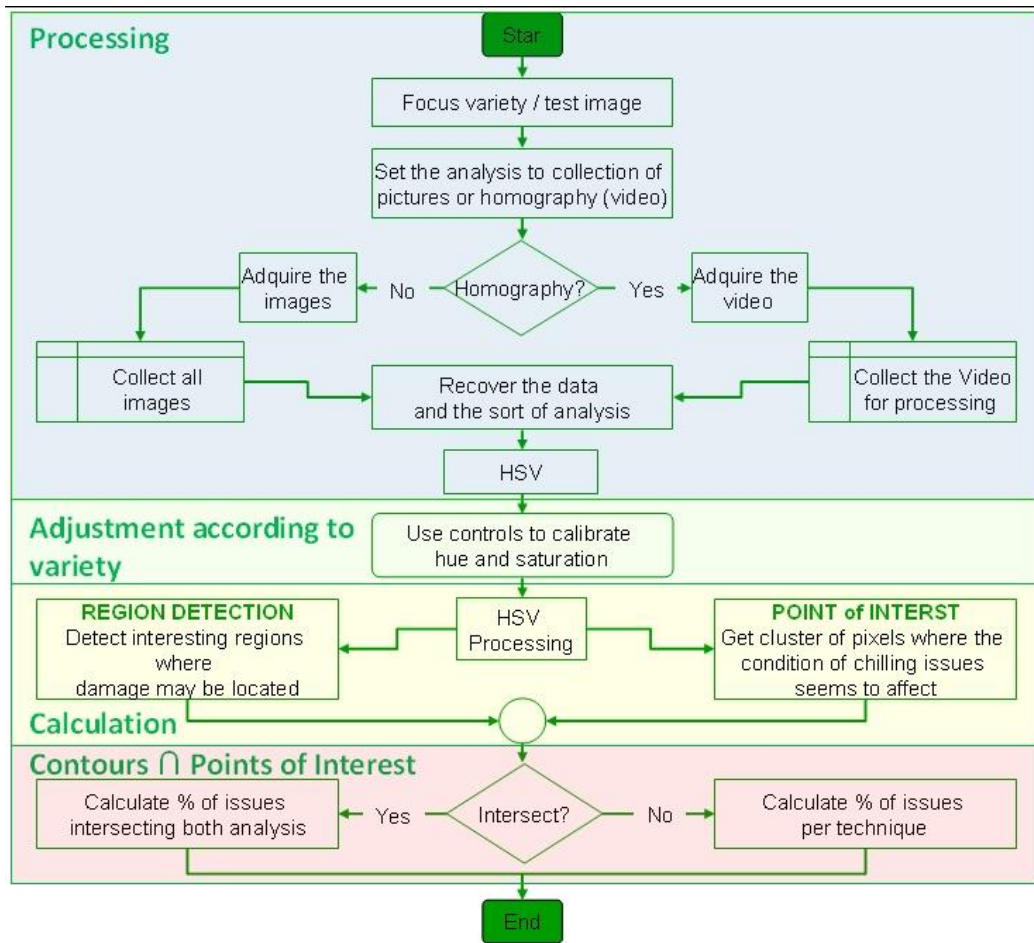 Processing
Star
Focus variety / test image
Set the analysis to collection of
pictures or homography (video)
Adquire the
images
No
Homography?
Yes
Adquire the
video
Collect all
images
Recover the data
and the sort of analysis
Collect the Video
for processing
HSV
Adjustment according to
variety
Use controls to calibrate
hue and saturation
REGION DETECTION
Detect interesting regions
where
damage may be located
HSV
Processing
POINT of INTERST
Get cluster of pixels where the
condition of chilling issues
seems to affect
Calculation
Contours ∩ Points of Interest
Calculate % of issues
intersecting both analysis
Yes
Intersect?
No
Calculate % of issues
per technique
End